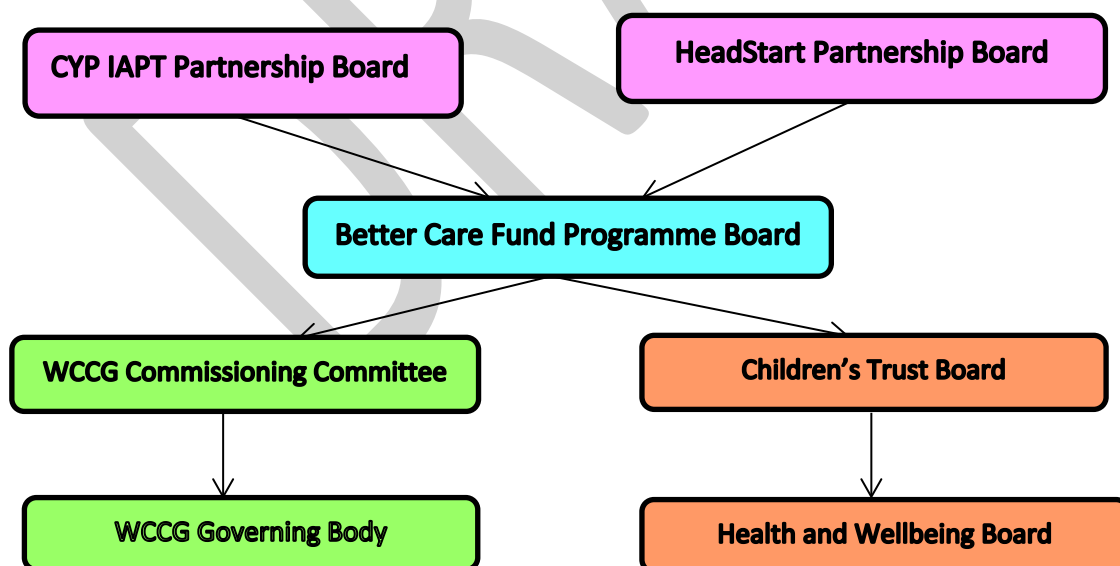 CYP IAPT Partnership Board
HeadStart Partnership Board
Better Care Fund Programme Board
WCCG Commissioning Committee
Children’s Trust Board
WCCG Governing Body
Health and Wellbeing Board